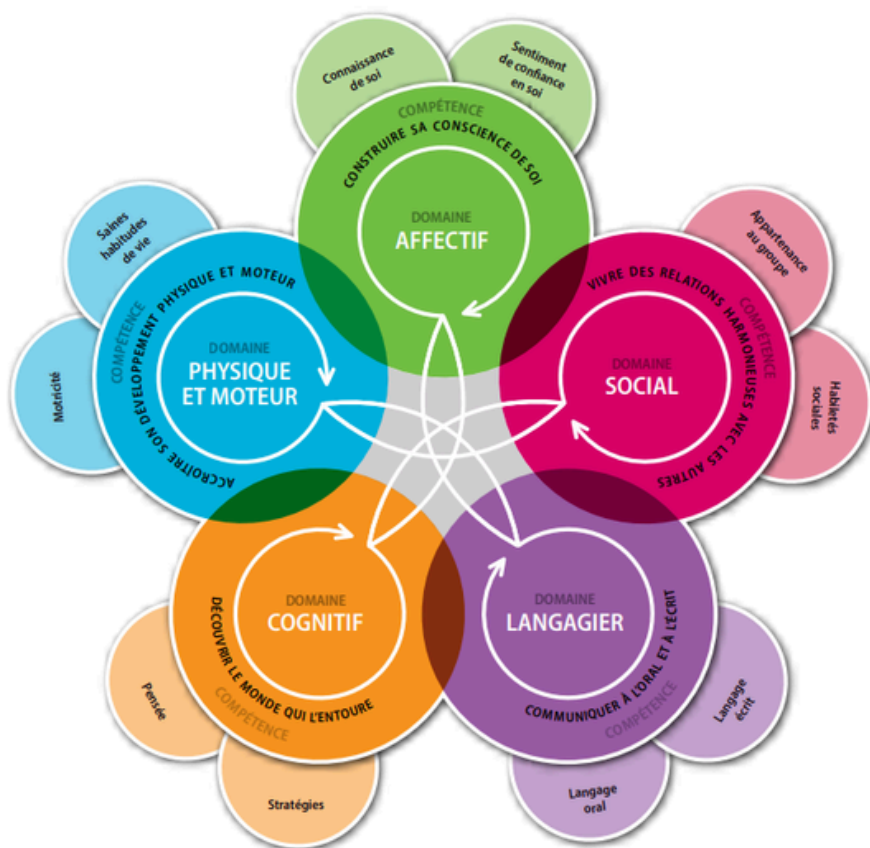 Connaissance
de soi
Sentiment
de confiance
en soi
COMPÉTENCE
CONSTRUIRE SA CONSCIENCE DE SOI
DOMAINE
AFFECTIF
Saines
habitudes
de vie
Motricité
COMPÉTENCE
ACCROÎTRE SON DÉVELOPPEMENT PHYSIQUE ET MOTEUR
DOMAINE
PHYSIQUE
ET MOTEUR
Appartenance
au groupe
Habiletés
sociales
COMPÉTENCE
VIVRE DES RELATIONS HARMONIEUSES AVEC LES AUTRES
DOMAINE
SOCIAL
DOMAINE
COGNITIF
DÉCOUVRIR LE MONDE QUI L'ENTOURE
COMPÉTENCE
Pensée
Stratégies
DOMAINE
LANGAGIER
COMMUNIQUER À L'ORAL ET À L'ÉCRIT
COMPÉTENCE
Langage
écrit
Langage
oral